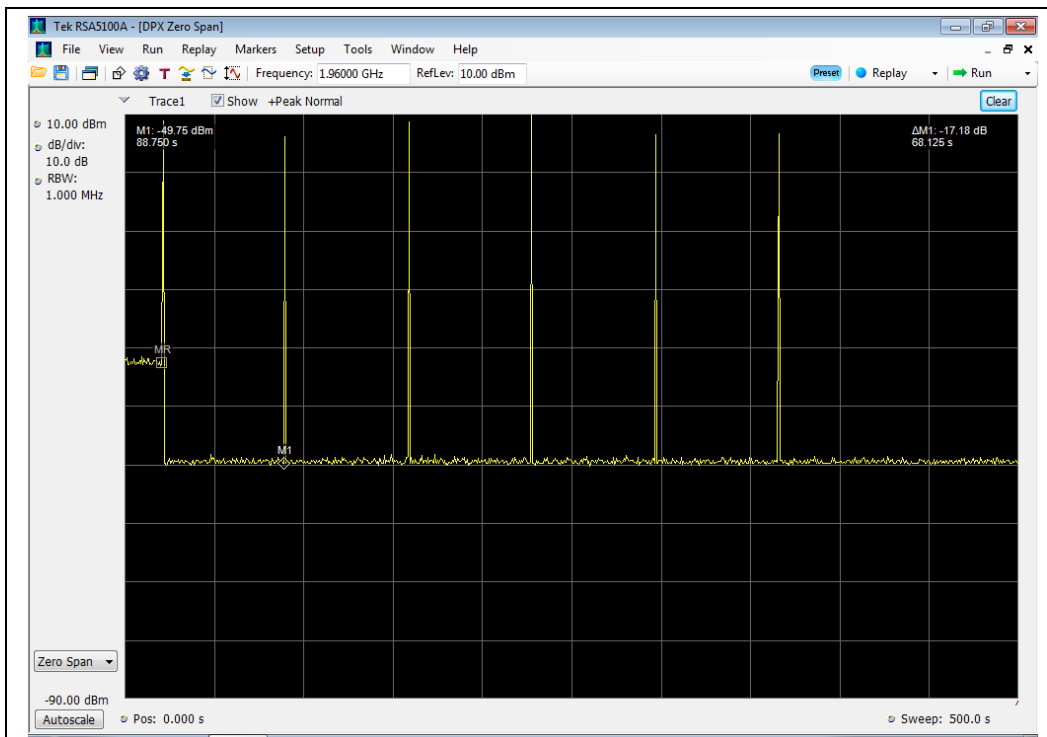 Tek RSA5100A - [DPX Zero Span]
File View Run Replay Markers Setup Tools Window Help
T Frequency: 1.96000 GHz RefLev: 10.00 dBm Preset Replay Run
Trace1 Show +Peak Normal Clear
10.00 dBm
dB/div:
10.0 dB
RBW:
1.000 MHz
M1: -49.75 dBm
88.750 s
ΔM1: -17.18 dB
68.125 s
MR
M1
Zero Span
-90.00 dBm
Autoscale Pos: 0.000 s Sweep: 500.0 s